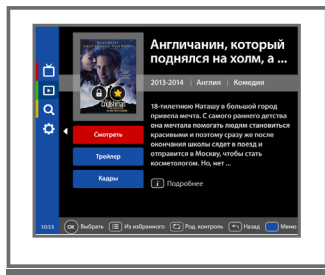 Англичанин, который
поднялся на холм, а ...
2013-2014 | Англия | Комедия
18-тилетнюю Наташу в большой город
привела мечта. С самого раннего детства
она мечтала помогать людям становиться
красивыми и поэтому сразу же после
окончания школы сядет в поезд и
отправится в Москву, чтобы стать
косметологом. Но, нет ...
i Подробнее
Englishman
Смотреть
Трейлер
Кадры
10:53 OK Выбрать Из избранного Род. контроль Назад Меню